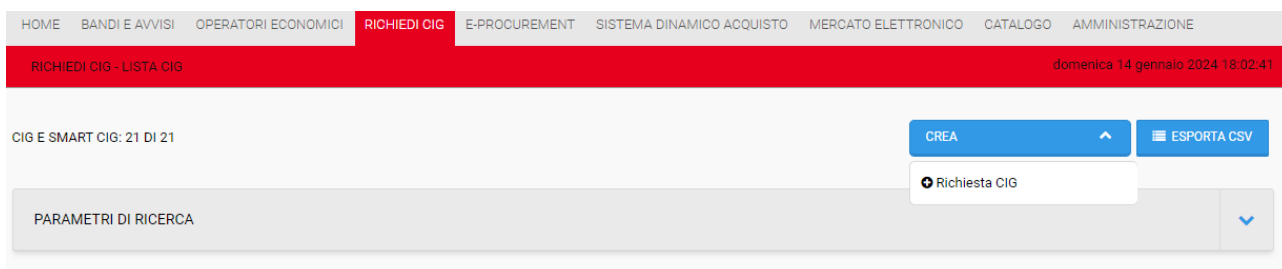 HOME BANDI E AVVISI OPERATORI ECONOMICI RICHIEDI CIG E-PROCUREMENT SISTEMA DINAMICO ACQUISTO MERCATO ELETTRONICO CATALOGO AMMINISTRAZIONE
RICHIEDI CIG - LISTA CIG domenica 14 gennaio 2024 18:02:41
CIG E SMART CIG: 21 DI 21 CREA ESPORTA CSV
Richiesta CIG
PARAMETRI DI RICERCA